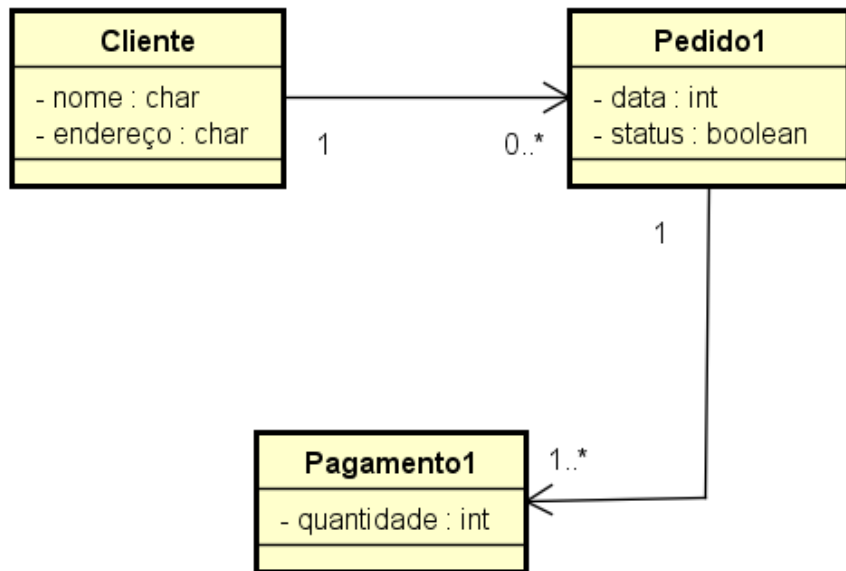 Cliente
- nome : char
- endereço : char
1
0..*
Pedido1
- data : int
- status : boolean
1
1..*
Pagamento1
- quantidade : int